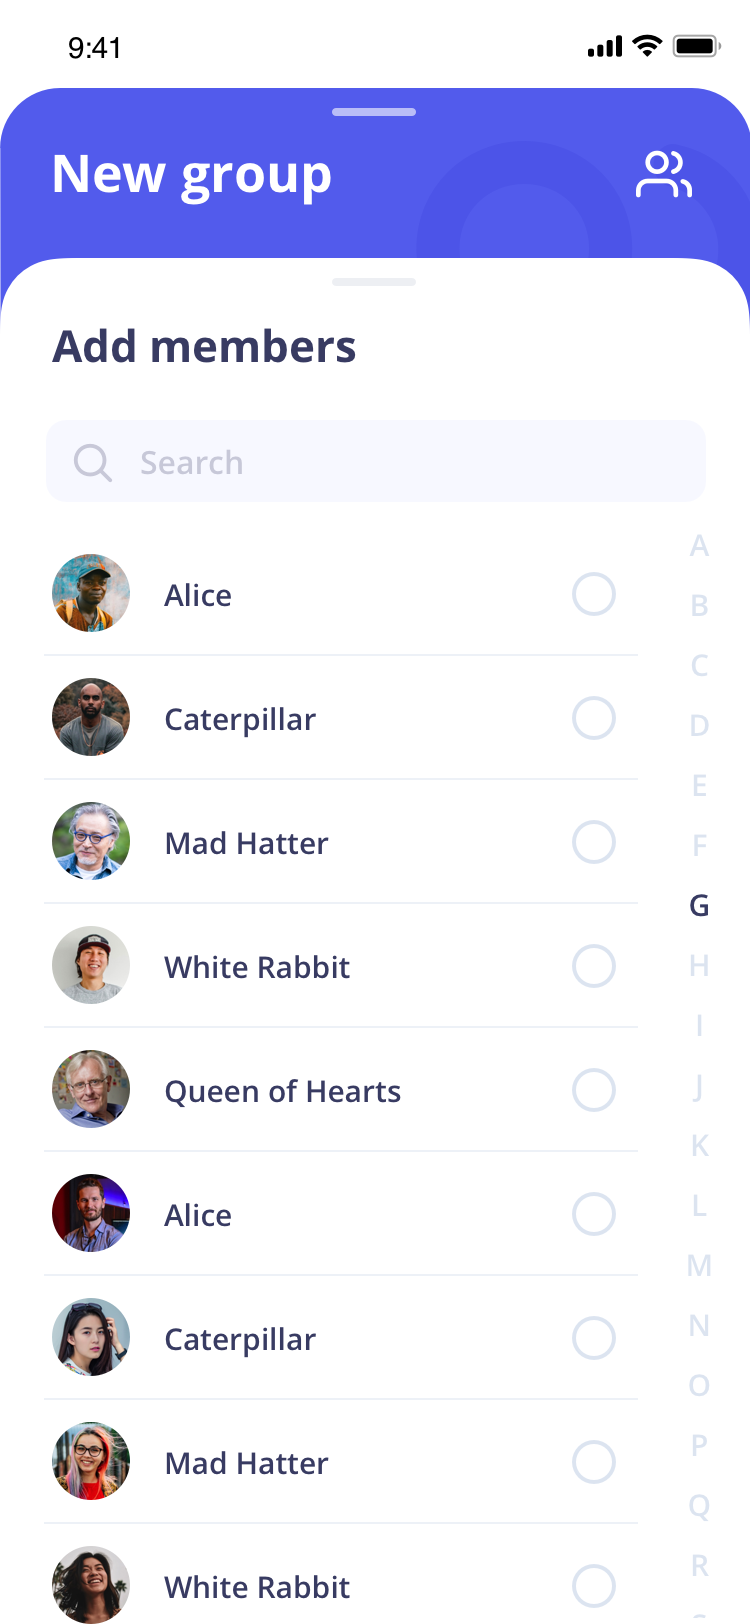 9:41
New group
Add members
Search
A
Alice
B
C
Caterpillar
D
E
Mad Hatter
F
G
White Rabbit
H
I
Queen of Hearts
J
K
Alice
L
M
Caterpillar
N
O
Mad Hatter
P
Q
R
White Rabbit